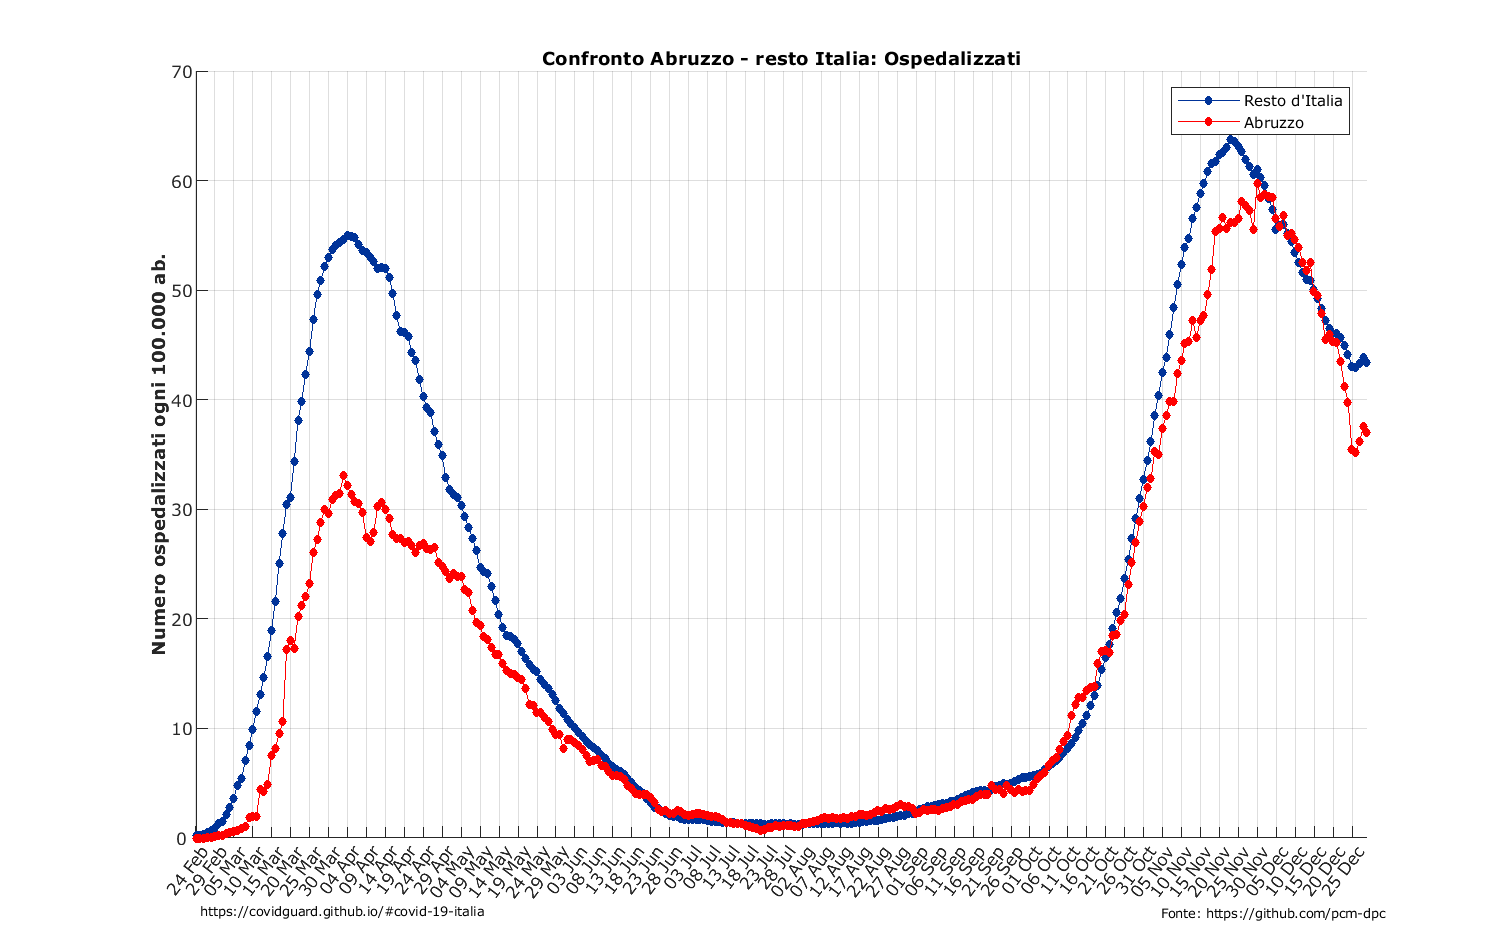 Confronto Abruzzo - resto Italia: Ospedalizzati
Resto d'Italia
Abruzzo
Numero ospedalizzati ogni 100.000 ab.
70
60
50
40
30
20
10
0
24 Feb
29 Feb
05 Mar
10 Mar
15 Mar
20 Mar
25 Mar
30 Mar
04 Apr
09 Apr
14 Apr
19 Apr
24 Apr
29 Apr
04 May
09 May
14 May
19 May
24 May
29 May
03 Jun
08 Jun
13 Jun
18 Jun
23 Jun
28 Jun
03 Jul
08 Jul
13 Jul
18 Jul
23 Jul
28 Jul
02 Aug
07 Aug
12 Aug
17 Aug
22 Aug
27 Aug
01 Sep
06 Sep
11 Sep
16 Sep
21 Sep
26 Sep
01 Oct
06 Oct
11 Oct
16 Oct
21 Oct
26 Oct
31 Oct
05 Nov
10 Nov
15 Nov
20 Nov
25 Nov
30 Nov
05 Dec
10 Dec
15 Dec
20 Dec
25 Dec
https://covidguard.github.io/#covid-19-italia
Fonte: https://github.com/pcm-dpc